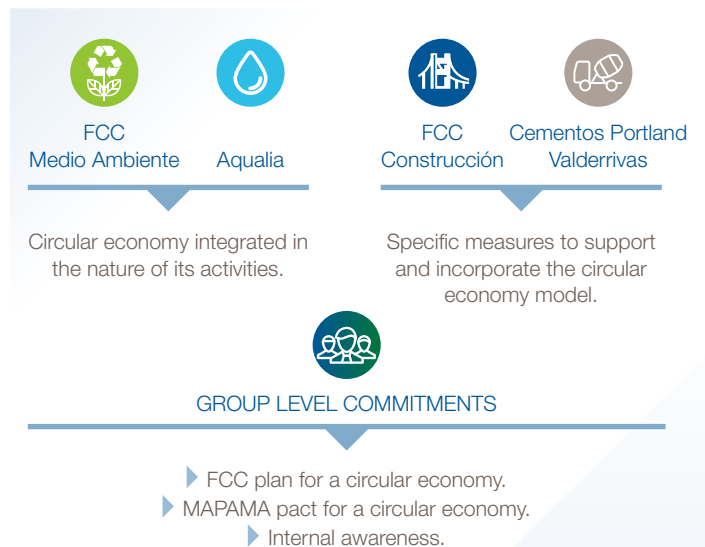 FCC
Medio Ambiente
Aqualia
FCC
Construcción
Cementos Portland
Valderrivas
Circular economy integrated in
the nature of its activities.
Specific measures to support
and incorporate the circular
economy model.
GROUP LEVEL COMMITMENTS
FCC plan for a circular economy.
MAPAMA pact for a circular economy.
Internal awareness.